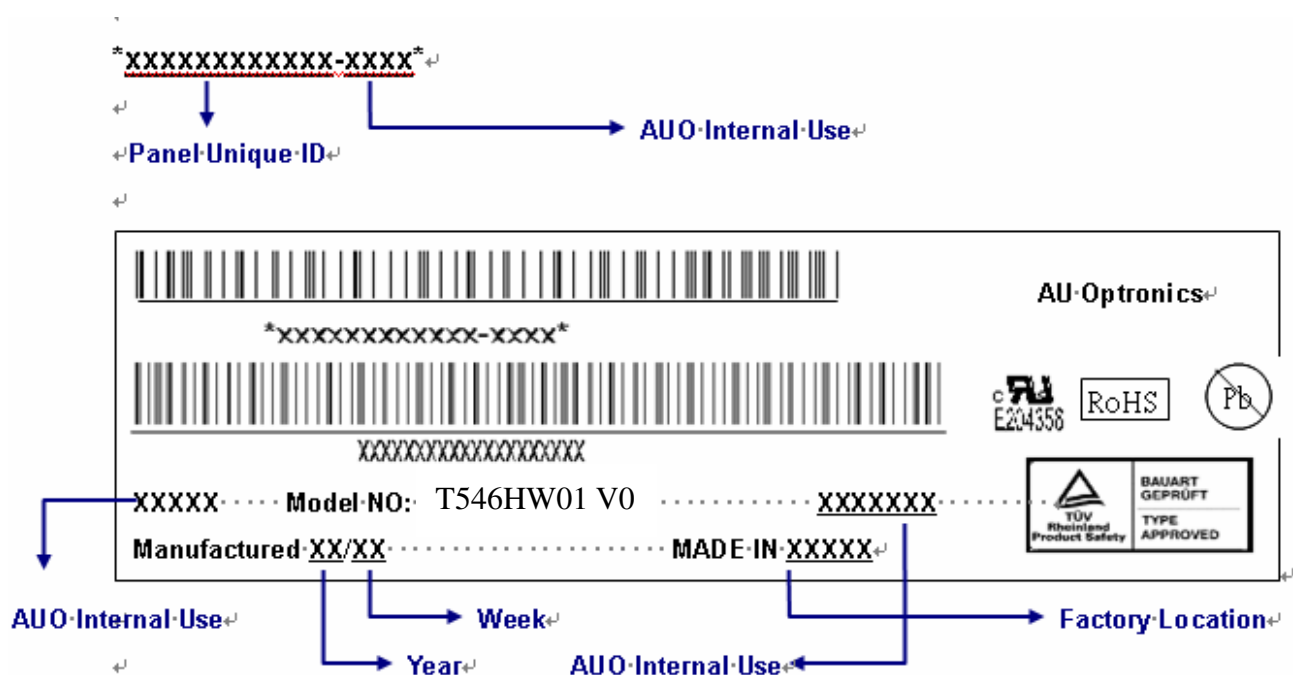 *XXXXXXXXXXXX-XXXX*
AUO Internal Use
Panel Unique ID
AU Optronics
*XXXXXXXXXXXX-XXXX*
c RU
E204358
RoHS
Pb
XXXXXXXXXXXXXXXXXXXX
XXXXX Model NO: T546HW01 V0 XXXXXXX
TÜV
Rheinland
Product Safety
BAUART
GEPRÜFT
TYPE
APPROVED
Manufactured XX/XX MADE IN XXXXX
AUO Internal Use
Week
Factory Location
Year
AUO Internal Use